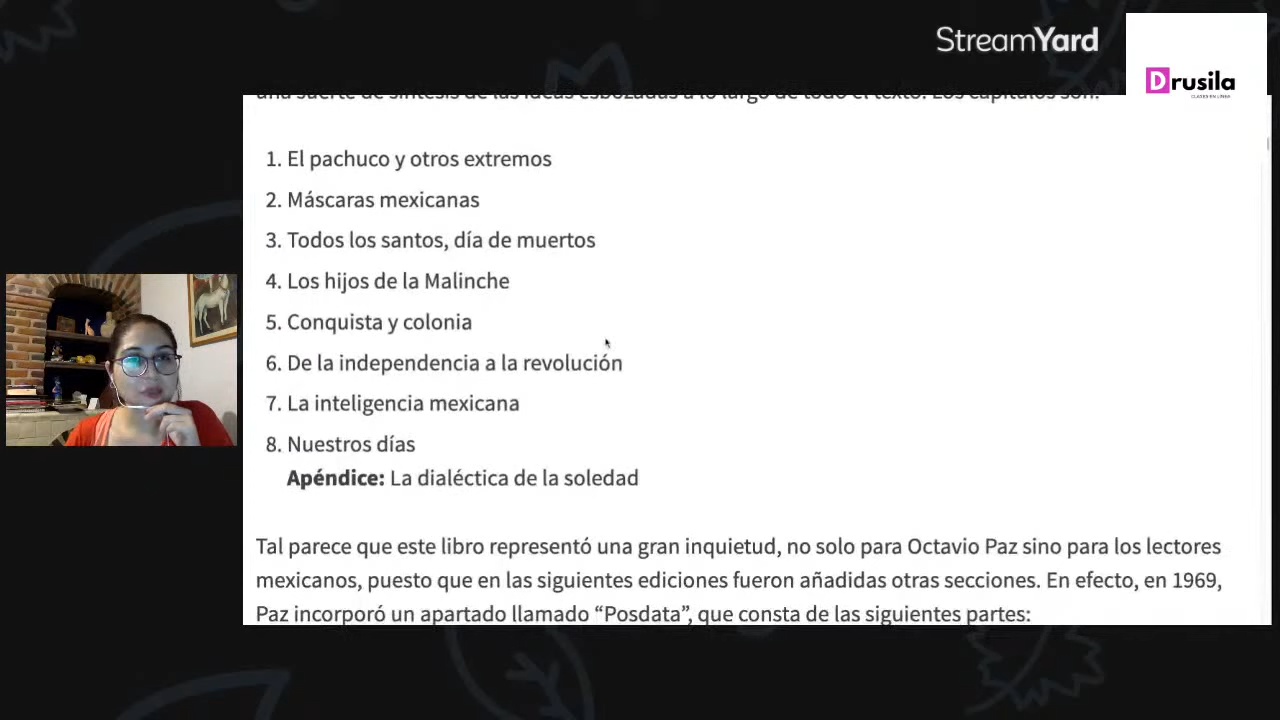 StreamYard
Drusila
CLASES EN LÍNEA
una suerte de síntesis de las ideas esbozadas a lo largo de todo el texto. Los capítulos son:
1. El pachuco y otros extremos
2. Máscaras mexicanas
3. Todos los santos, día de muertos
4. Los hijos de la Malinche
5. Conquista y colonia
6. De la independencia a la revolución
7. La inteligencia mexicana
8. Nuestros días
Apéndice: La dialéctica de la soledad
Tal parece que este libro representó una gran inquietud, no solo para Octavio Paz sino para los lectores
mexicanos, puesto que en las siguientes ediciones fueron añadidas otras secciones. En efecto, en 1969,
Paz incorporó un apartado llamado “Posdata”, que consta de las siguientes partes: